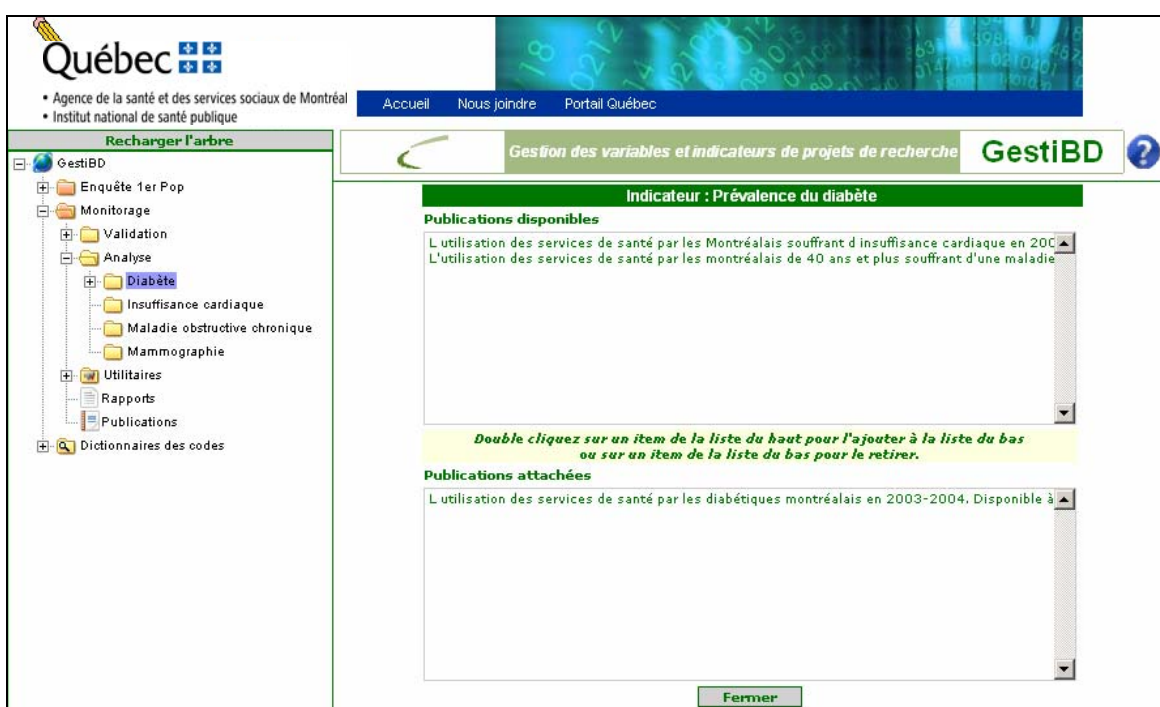 Québec
• Agence de la santé et des services sociaux de Montréal
• Institut national de santé publique
Accueil Nous joindre Portail Québec
Recharger l'arbre
GestiBD
Enquête 1er Pop
Monitorage
Validation
Analyse
Diabète
Insuffisance cardiaque
Maladie obstructive chronique
Mammographie
Utilitaires
Rapports
Publications
Dictionnaires des codes
Gestion des variables et indicateurs de projets de recherche GestiBD ?
Indicateur : Prévalence du diabète
Publications disponibles
L utilisation des services de santé par les Montréalais souffrant d insuffisance cardiaque en
L'utilisation des services de santé par les montréalais de 40 ans et plus souffrant d'une maladie
Double cliquez sur un item de la liste du haut pour l'ajouter à la liste du bas
ou sur un item de la liste du bas pour le retirer.
Publications attachées
L utilisation des services de santé par les diabétiques montréalais en 2003-2004. Disponible à
Fermer